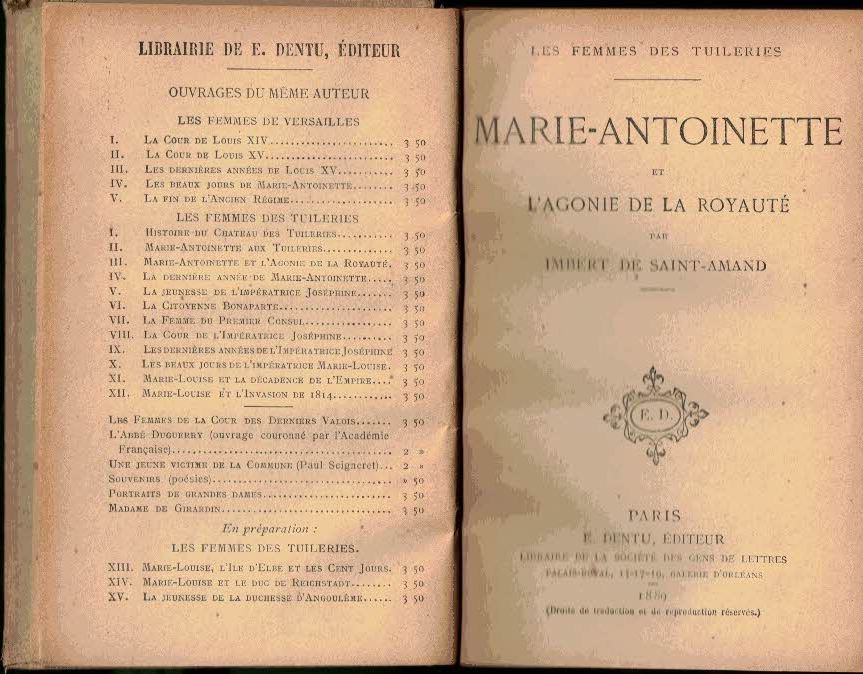 LIBRAIRIE DE E. DENTU, ÉDITEUR
OUVRAGES DU MÊME AUTEUR
LES FEMMES DE VERSAILLES
I. LA COUR DE LOUIS XIV........................ 3 50
II. LA COUR DE LOUIS XV........................ 3 50
III. LES DERNIÈRES ANNÉES DE LOUIS XV.......... 3 50
IV. LES BEAUX JOURS DE MARIE-ANTOINETTE........ 3 50
V. LA FIN DE L'ANCIEN RÉGIME................... 3 50
LES FEMMES DES TUILERIES
I. HISTOIRE DU CHATEAU DES TUILERIES........... 3 50
II. MARIE-ANTOINETTE AUX TUILERIES............. 3 50
III. MARIE-ANTOINETTE ET L'AGONIE DE LA ROYAUTÉ. 3 50
IV. LA DERNIÈRE ANNÉE DE MARIE-ANTOINETTE..... 3 50
V. LA JEUNESSE DE L'IMPÉRATRICE JOSÉPHINE...... 3 50
VI. LA CITOYENNE BONAPARTE..................... 3 50
VII. LA FEMME DU PREMIER CONSUL................ 3 50
VIII. LA COUR DE L'IMPÉRATRICE JOSÉPHINE....... 3 50
IX. LES DERNIÈRES ANNÉES DE L'IMPÉRATRICE JOSÉPHINE 3 50
X. LES BEAUX JOURS DE L'IMPÉRATRICE MARIE-LOUISE. 3 50
XI. MARIE-LOUISE ET LA DÉCADENCE DE L'EMPIRE.... 3 50
XII. MARIE-LOUISE ET L'INVASION DE 1814......... 3 50
LES FEMMES DE LA COUR DES DERNIERS VALOIS....... 3 50
L'ABBÉ DUGUERRY (ouvrage couronné par l'Académie
Française)...................................... 2 »
UNE JEUNE VICTIME DE LA COMMUNE (Paul Seigneret)... 2 »
SOUVENIRS (poésies)............................. » 50
PORTRAITS DE GRANDES DAMES...................... 3 50
MADAME DE GIRARDIN.............................. 3 50
En préparation :
LES FEMMES DES TUILERIES.
XIII. MARIE-LOUISE, L'ILE D'ELBE ET LES CENT JOURS. 3 50
XIV. MARIE-LOUISE ET LE DUC DE REICHSTADT....... 3 50
XV. LA JEUNESSE DE LA DUCHESSE D'ANGOULÊME...... 3 50
LES FEMMES DES TUILERIES
MARIE-ANTOINETTE
ET
L'AGONIE DE LA ROYAUTÉ
PAR
IMBERT DE SAINT-AMAND
E. D.
PARIS
E. DENTU, ÉDITEUR
LIBRAIRE DE LA SOCIÉTÉ DES GENS DE LETTRES
PALAIS-ROYAL, 15-17-19, GALERIE D'ORLÉANS
1889
(Droits de traduction et de reproduction réservés.)